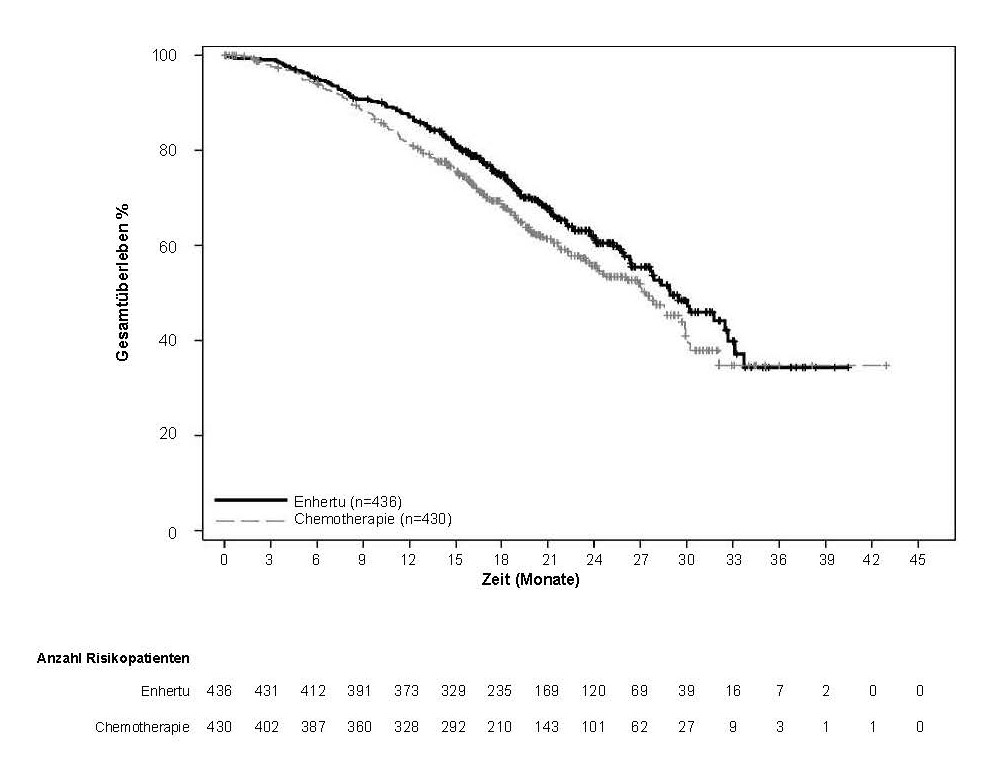 Gesamtüberleben %
100
80
60
40
20
0
Enhertu (n=436)
Chemotherapie (n=430)
0 3 6 9 12 15 18 21 24 27 30 33 36 39 42 45
Zeit (Monate)
Anzahl Risikopatienten
Enhertu 436 431 412 391 373 329 235 169 120 69 39 16 7 2 0 0
Chemotherapie 430 402 387 360 328 292 210 143 101 62 27 9 3 1 1 0